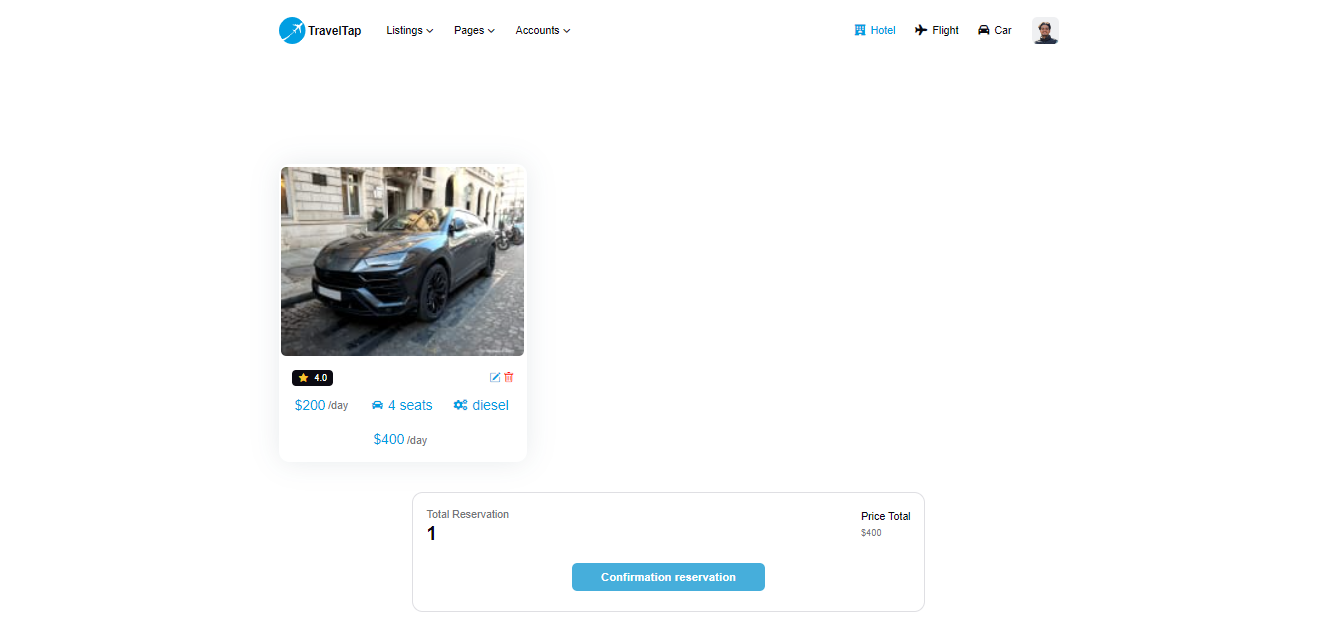 TravelTap Listings Pages Accounts Hotel Flight Car
4.0
$200 /day 4 seats diesel
$400 /day
Total Reservation
1
Price Total
$400
Confirmation reservation